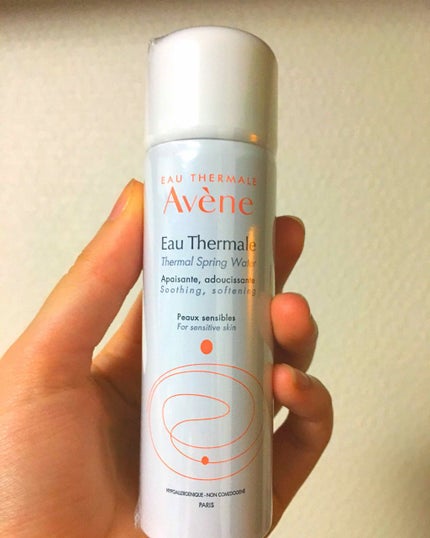 EAU THERMALE
Avène
Eau Thermale
Thermal Spring Water
Apaisante, adoucissante
Soothing, softening
Peaux sensibles
For sensitive skin
HYPOALLERGENIQUE - NON COMEDOGENE
PARIS